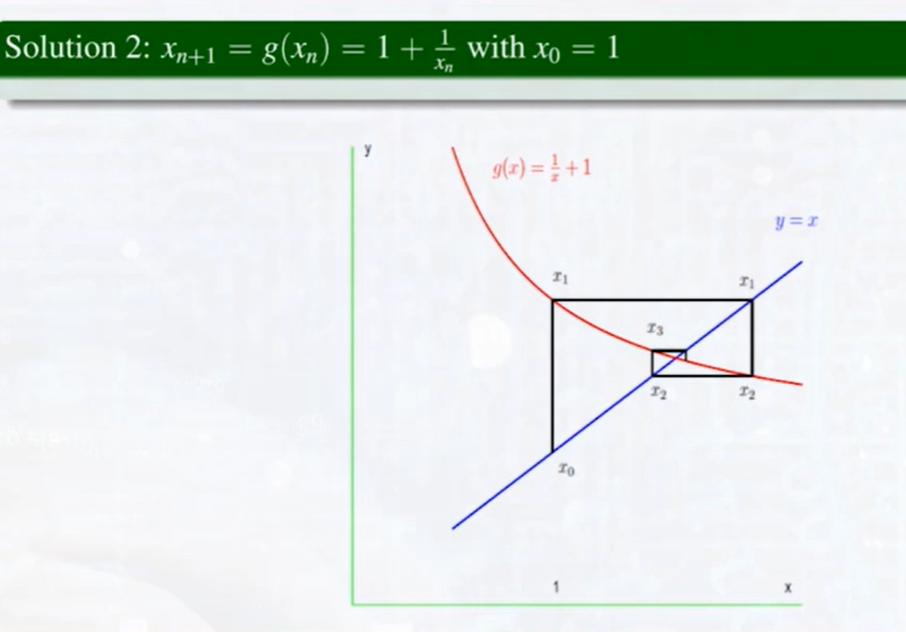 Solution 2: $x_{n+1} = g(x_n) = 1 + \frac{1}{x_n}$ with $x_0 = 1$
y
$g(x) = \frac{1}{x} + 1$
$y = x$
$x_1$
$x_1$
$x_3$
$x_2$
$x_2$
$x_0$
1
x